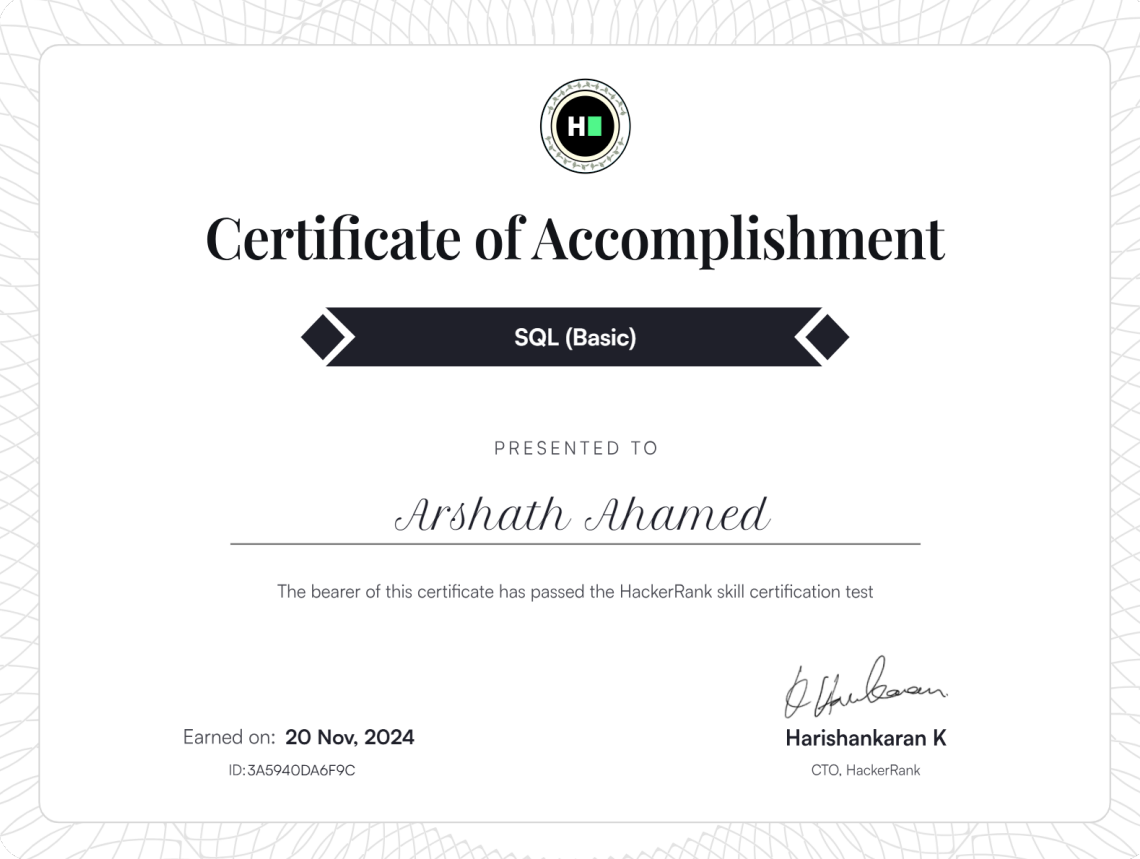 H
Certificate of Accomplishment
SQL (Basic)
PRESENTED TO
Arshath Ahamed
The bearer of this certificate has passed the HackerRank skill certification test
Earned on: 20 Nov, 2024
ID:3A5940DA6F9C
Harishankaran K
CTO, HackerRank